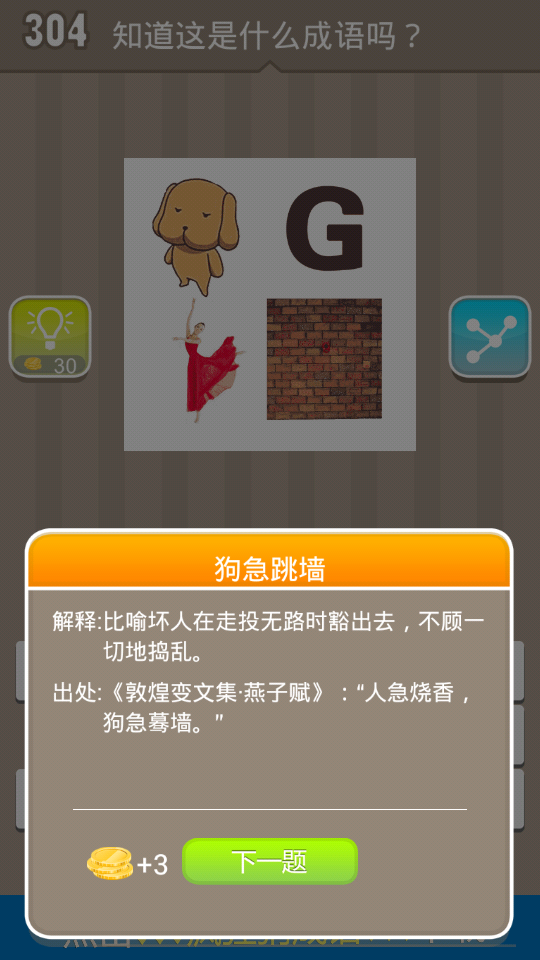 304 知道这是什么成语吗？
G
30
狗急跳墙
解释:比喻坏人在走投无路时豁出去，不顾一
切地捣乱。
出处:《敦煌变文集·燕子赋》：“人急烧香，
狗急蓦墙。”
+3 下一题